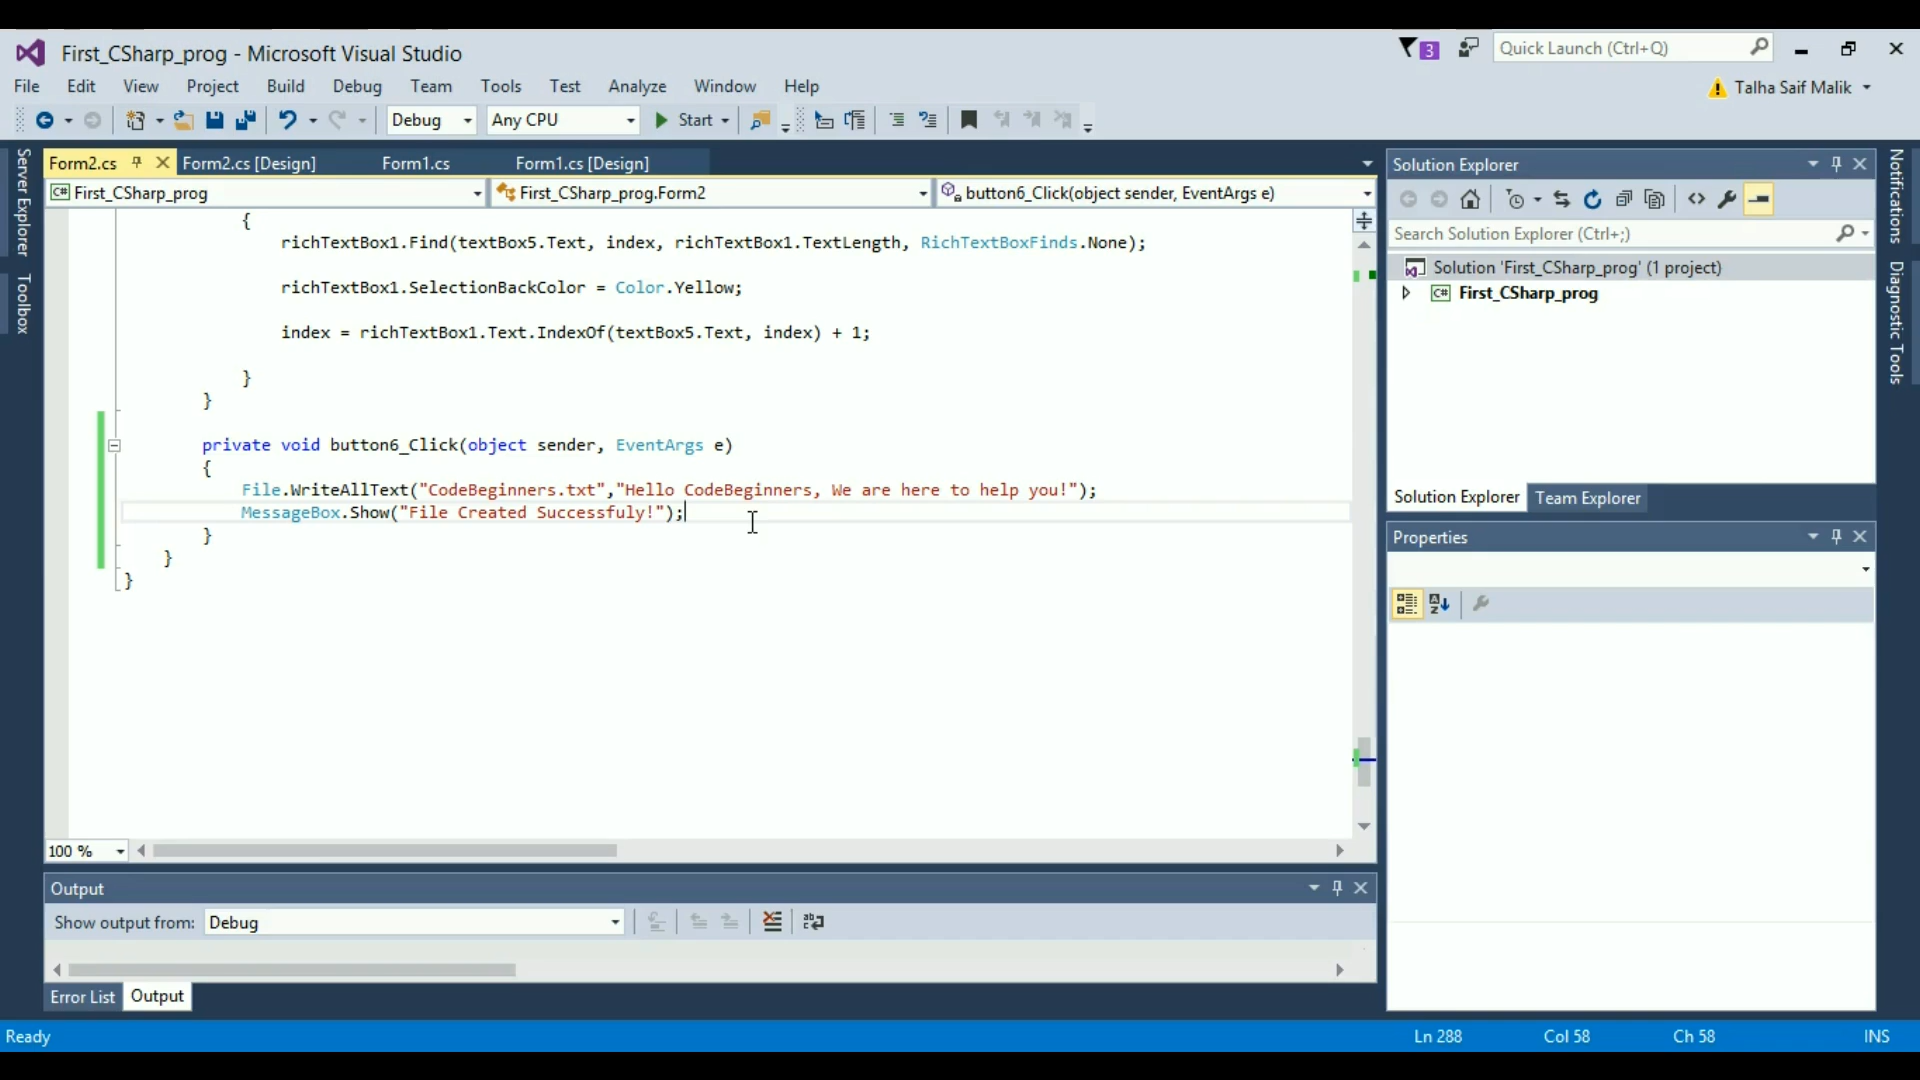 First_CSharp_prog - Microsoft Visual Studio
3
Quick Launch (Ctrl+Q)
File Edit View Project Build Debug Team Tools Test Analyze Window Help
Talha Saif Malik
Debug Any CPU Start
Server Explorer
Toolbox
Form2.cs Form2.cs [Design] Form1.cs Form1.cs [Design]
First_CSharp_prog First_CSharp_prog.Form2 button6_Click(object sender, EventArgs e)
{
richTextBox1.Find(textBox5.Text, index, richTextBox1.TextLength, RichTextBoxFinds.None);
richTextBox1.SelectionBackColor = Color.Yellow;
index = richTextBox1.Text.IndexOf(textBox5.Text, index) + 1;
}
}
private void button6_Click(object sender, EventArgs e)
{
File.WriteAllText("CodeBeginners.txt","Hello CodeBeginners, We are here to help you!");
MessageBox.Show("File Created Successfuly!");
}
}
}
100 %
Output
Show output from: Debug
Error List Output
Solution Explorer
Search Solution Explorer (Ctrl+;)
Solution 'First_CSharp_prog' (1 project)
C# First_CSharp_prog
Solution Explorer Team Explorer
Properties
Notifications
Diagnostic Tools
Ready Ln 288 Col 58 Ch 58 INS